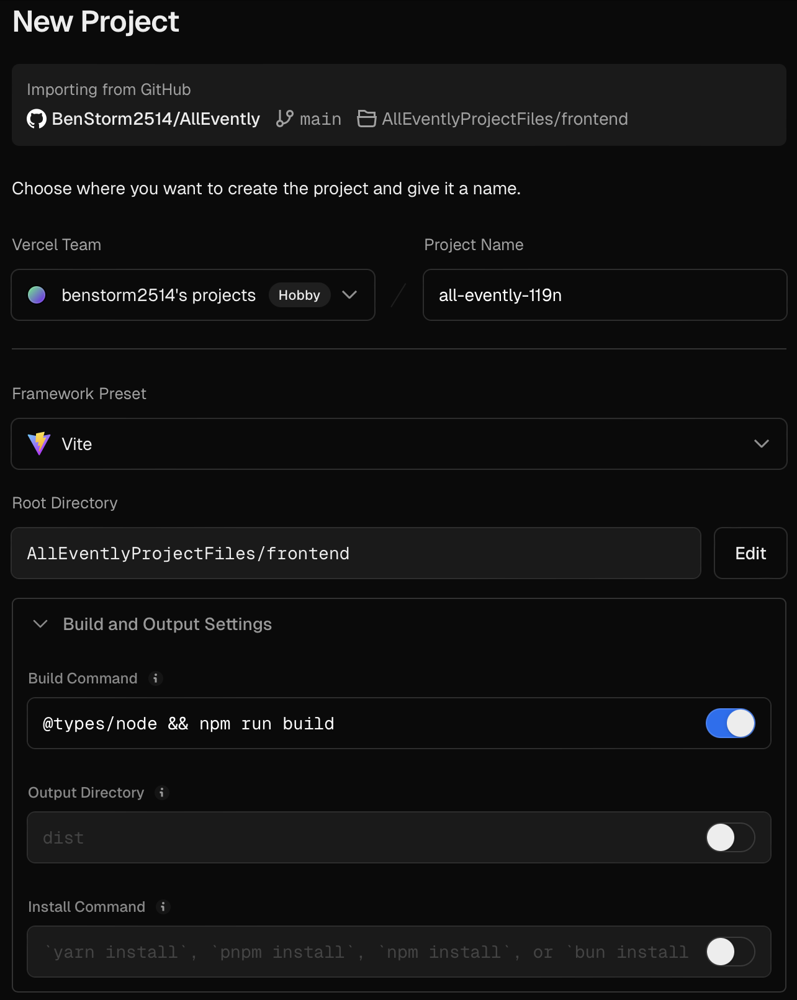 New Project
Importing from GitHub
BenStorm2514/AllEvently main AllEventlyProjectFiles/frontend
Choose where you want to create the project and give it a name.
Vercel Team
Project Name
benstorm2514's projects Hobby
all-evently-119n
Framework Preset
Vite
Root Directory
AllEventlyProjectFiles/frontend
Edit
Build and Output Settings
Build Command
@types/node && npm run build
Output Directory
dist
Install Command
`yarn install`, `pnpm install`, `npm install`, or `bun install